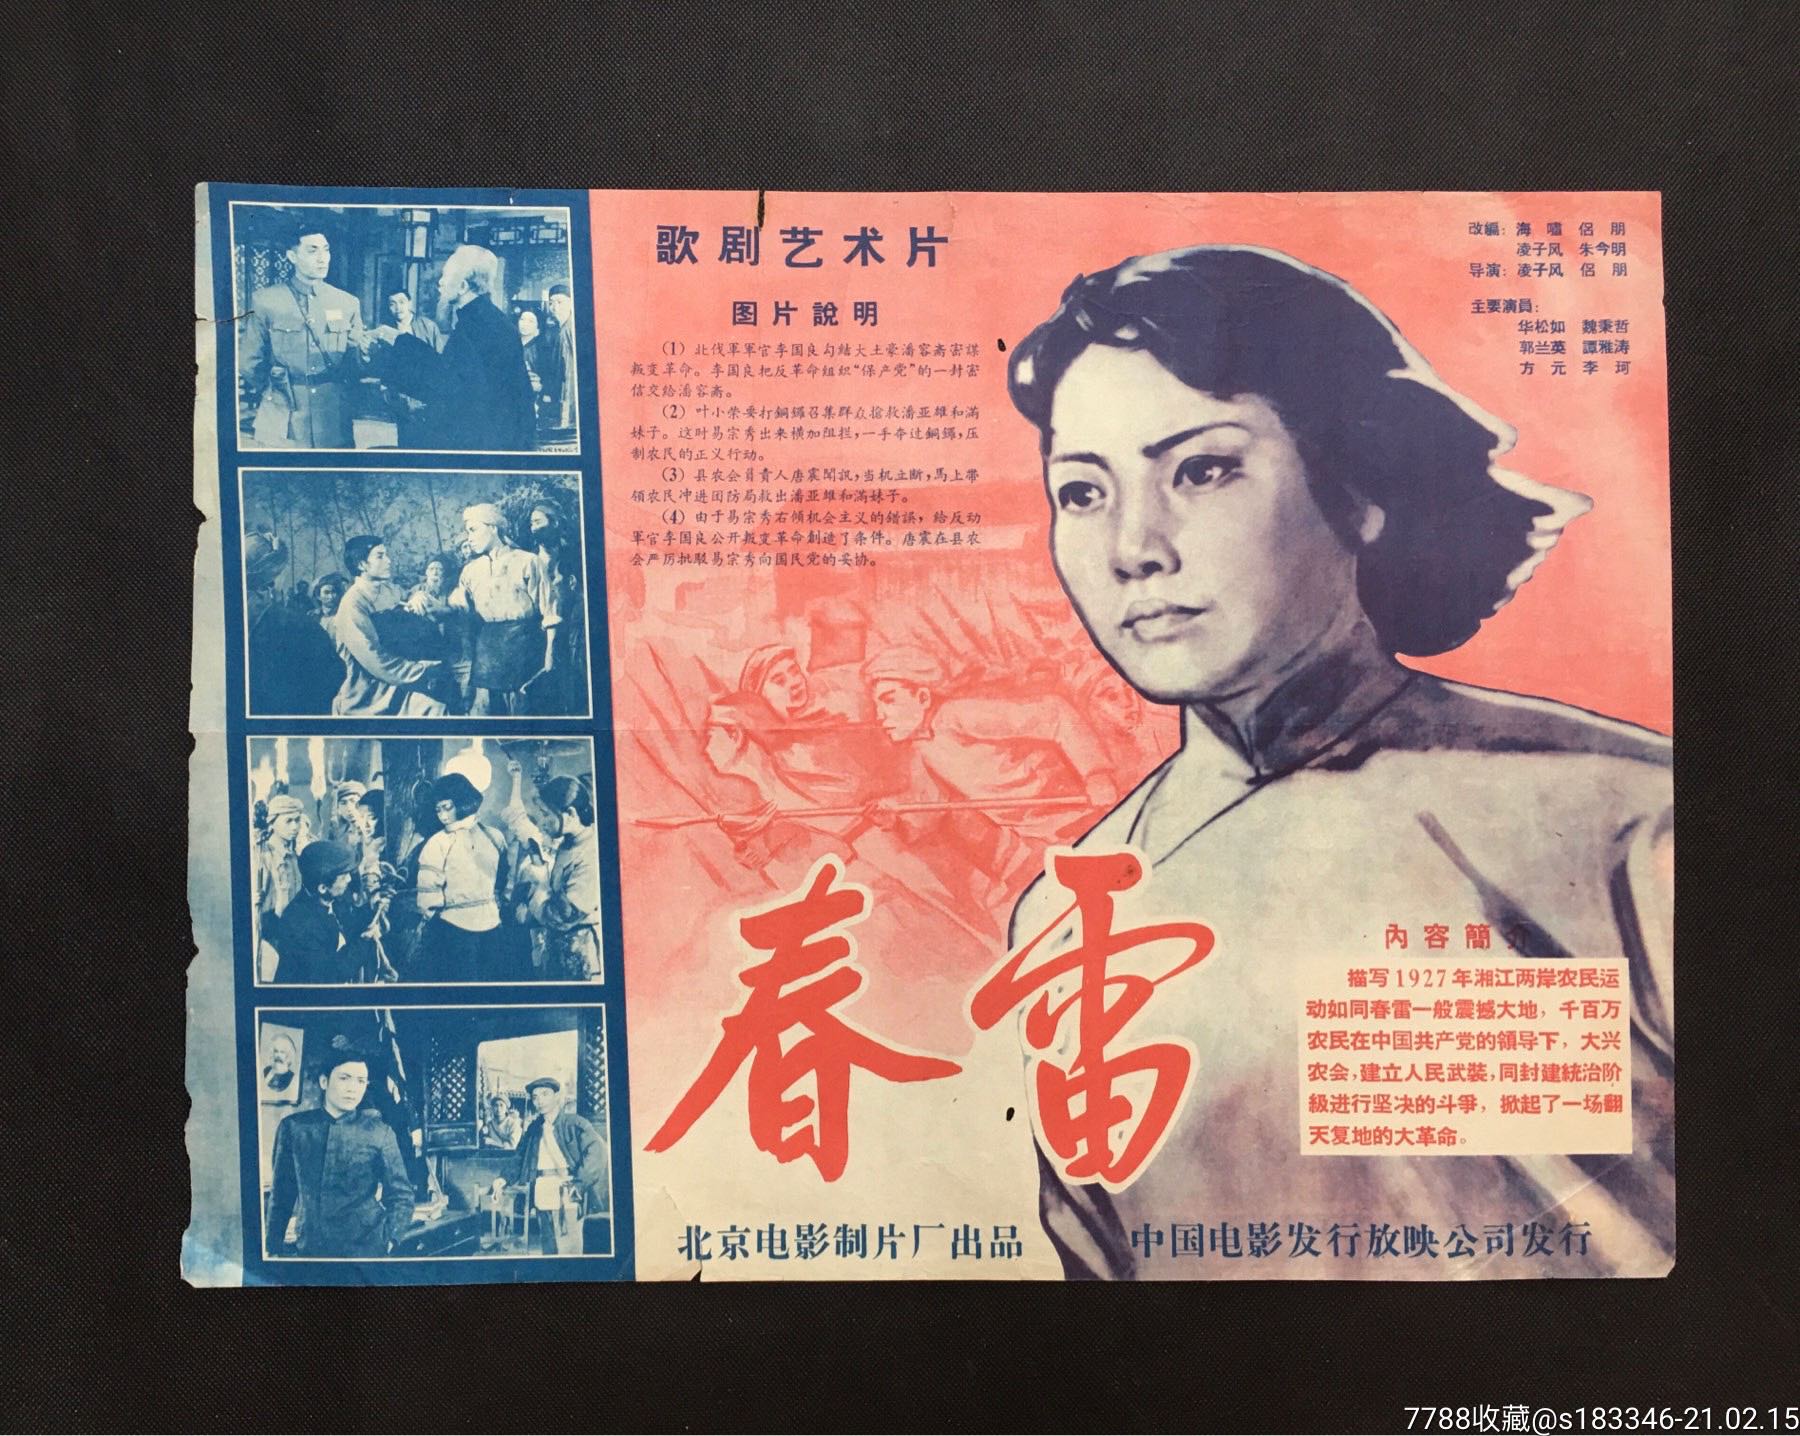 歌剧艺术片
图片說明
(1) 北伐軍軍官李国良勾結大土豪潘容斋密謀
叛变革命。李国良把反革命組织“保产党”的一封密
信交給潘容斋。
(2) 叶小荣要打銅鑼召集群众搶救潘亚雄和滿
妹子。这时易宗秀出来横加阻拦,一手夺过銅鑼,压
制农民的正义行动。
(3) 县农会負責人唐震聞訊,当机立断,馬上带
領农民冲进团防局救出潘亚雄和滿妹子。
(4) 由于易宗秀右傾机会主义的錯誤,給反动
軍官李国良公开叛变革命創造了条件。唐震在县农
会严厉批駁易宗秀向国民党的妥协。
改編: 海 嘯 侶 朋
凌子风 朱今明
导演: 凌子风 侶 朋
主要演員:
华松如 魏秉哲
郭兰英 譚雅涛
方 元 李 珂
春雷
內容簡介
描写1927年湘江两岸农民运
动如同春雷一般震撼大地,千百万
农民在中国共产党的領导下,大兴
农会,建立人民武裝,同封建統治阶
級进行坚决的斗爭,掀起了一场翻
天复地的大革命。
北京电影制片厂出品
中国电影发行放映公司发行
7788收藏@s183346-21.02.15